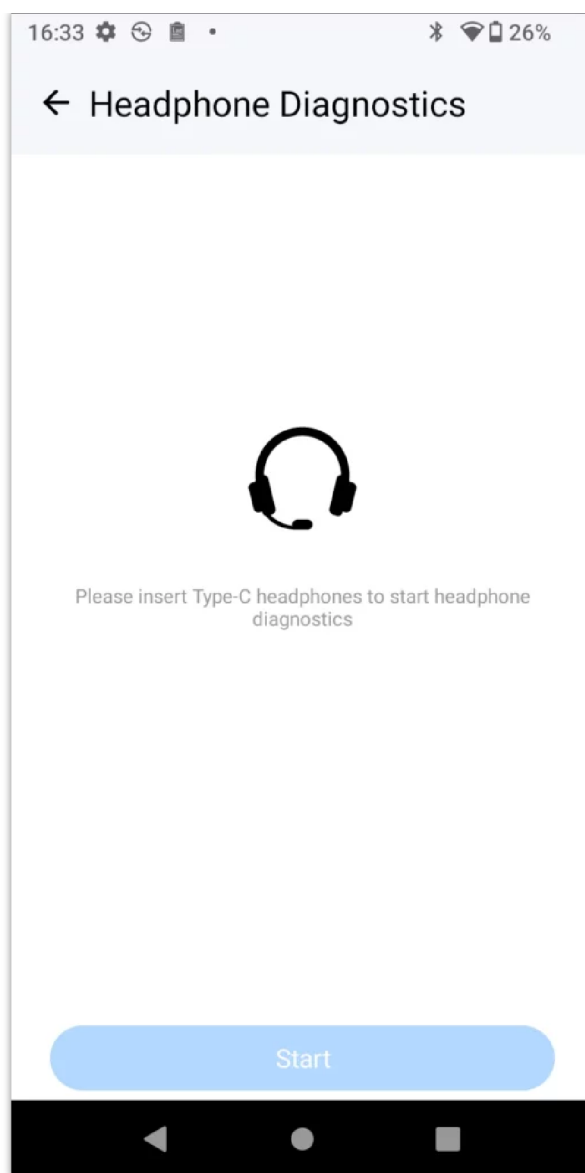 16:33 26%
Headphone Diagnostics
Please insert Type-C headphones to start headphone
diagnostics
Start